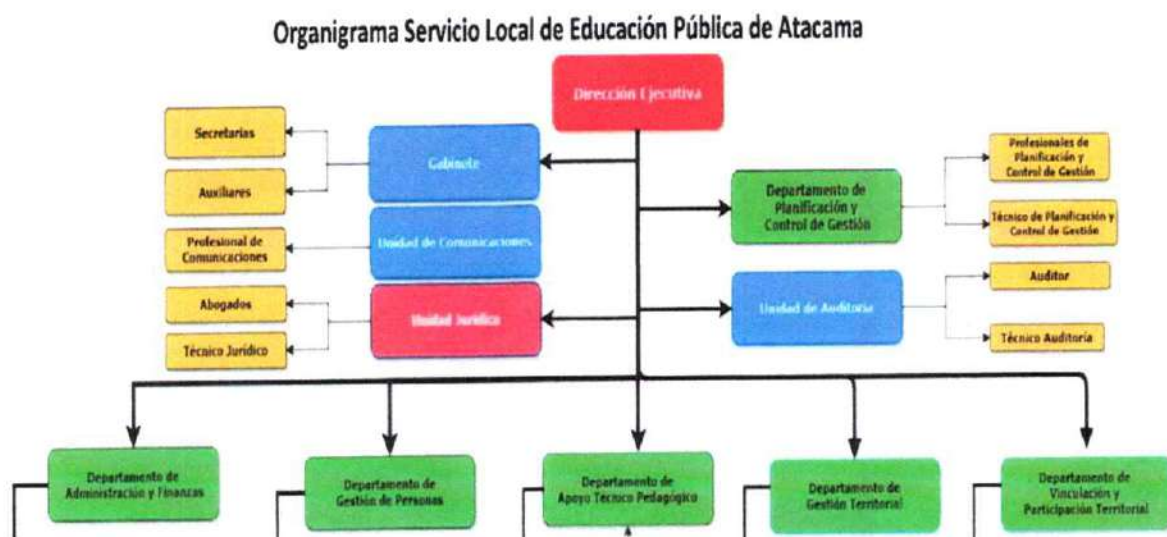 Organigrama Servicio Local de Educación Pública de Atacama
Dirección Ejecutiva
Secretarias
Auxiliares
Gabinete
Profesional de
Comunicaciones
Unidad de Comunicaciones
Abogados
Técnico Jurídico
Unidad Jurídica
Departamento de
Planificación y
Control de Gestión
Profesionales de
Planificación y
Control de Gestión
Técnico de Planificación y
Control de Gestión
Unidad de Auditoría
Auditor
Técnico Auditoría
Departamento de
Administración y Finanzas
Departamento de
Gestión de Personas
Departamento de
Apoyo Técnico Pedagógico
Departamento de
Gestión Territorial
Departamento de
Vinculación y
Participación Territorial